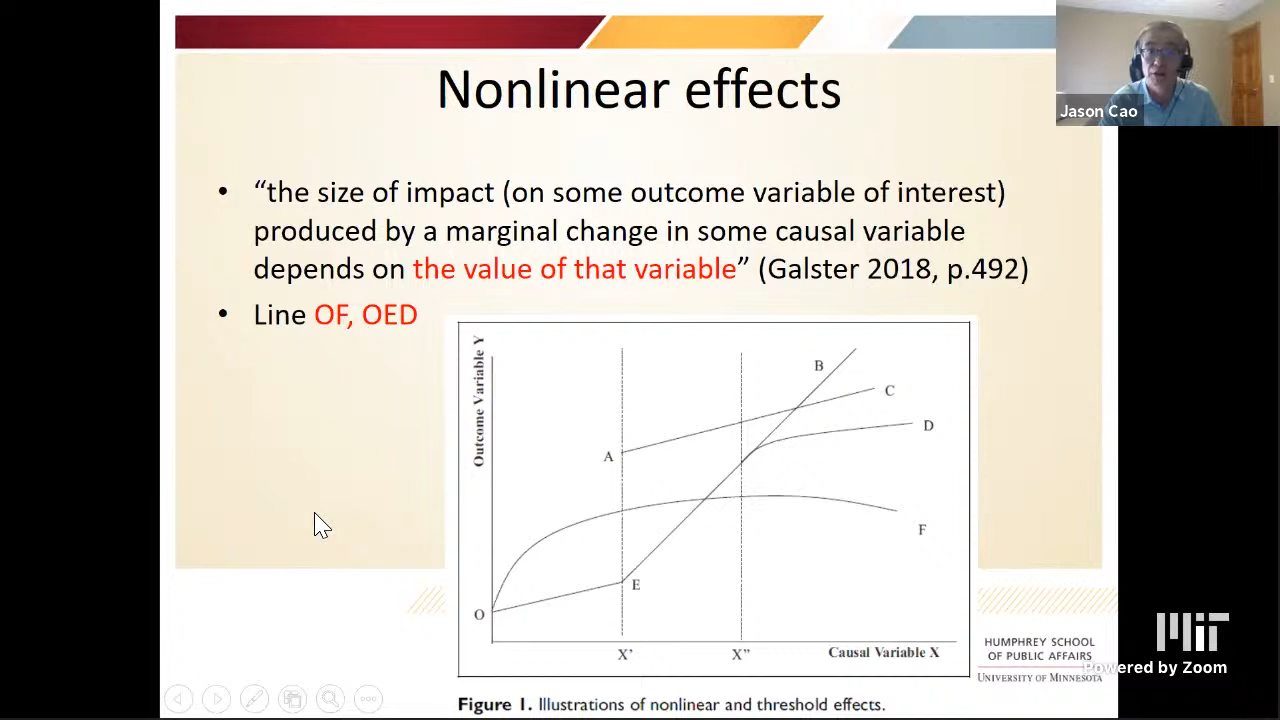 Nonlinear effects
Jason Cao
• “the size of impact (on some outcome variable of interest)
produced by a marginal change in some causal variable
depends on the value of that variable” (Galster 2018, p.492)
• Line OF, OED
Outcome Variable Y
B
C
D
A
F
E
O
X’
X”
Causal Variable X
Figure 1. Illustrations of nonlinear and threshold effects.
MIT
HUMPHREY SCHOOL
OF PUBLIC AFFAIRS
Powered by Zoom
UNIVERSITY OF MINNESOTA